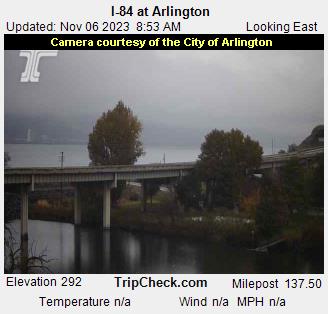 I-84 at Arlington
Updated: Nov 06 2023 8:53 AM Looking East
Camera courtesy of the City of Arlington
Elevation 292 TripCheck.com Milepost 137.50
Temperature n/a Wind n/a MPH n/a